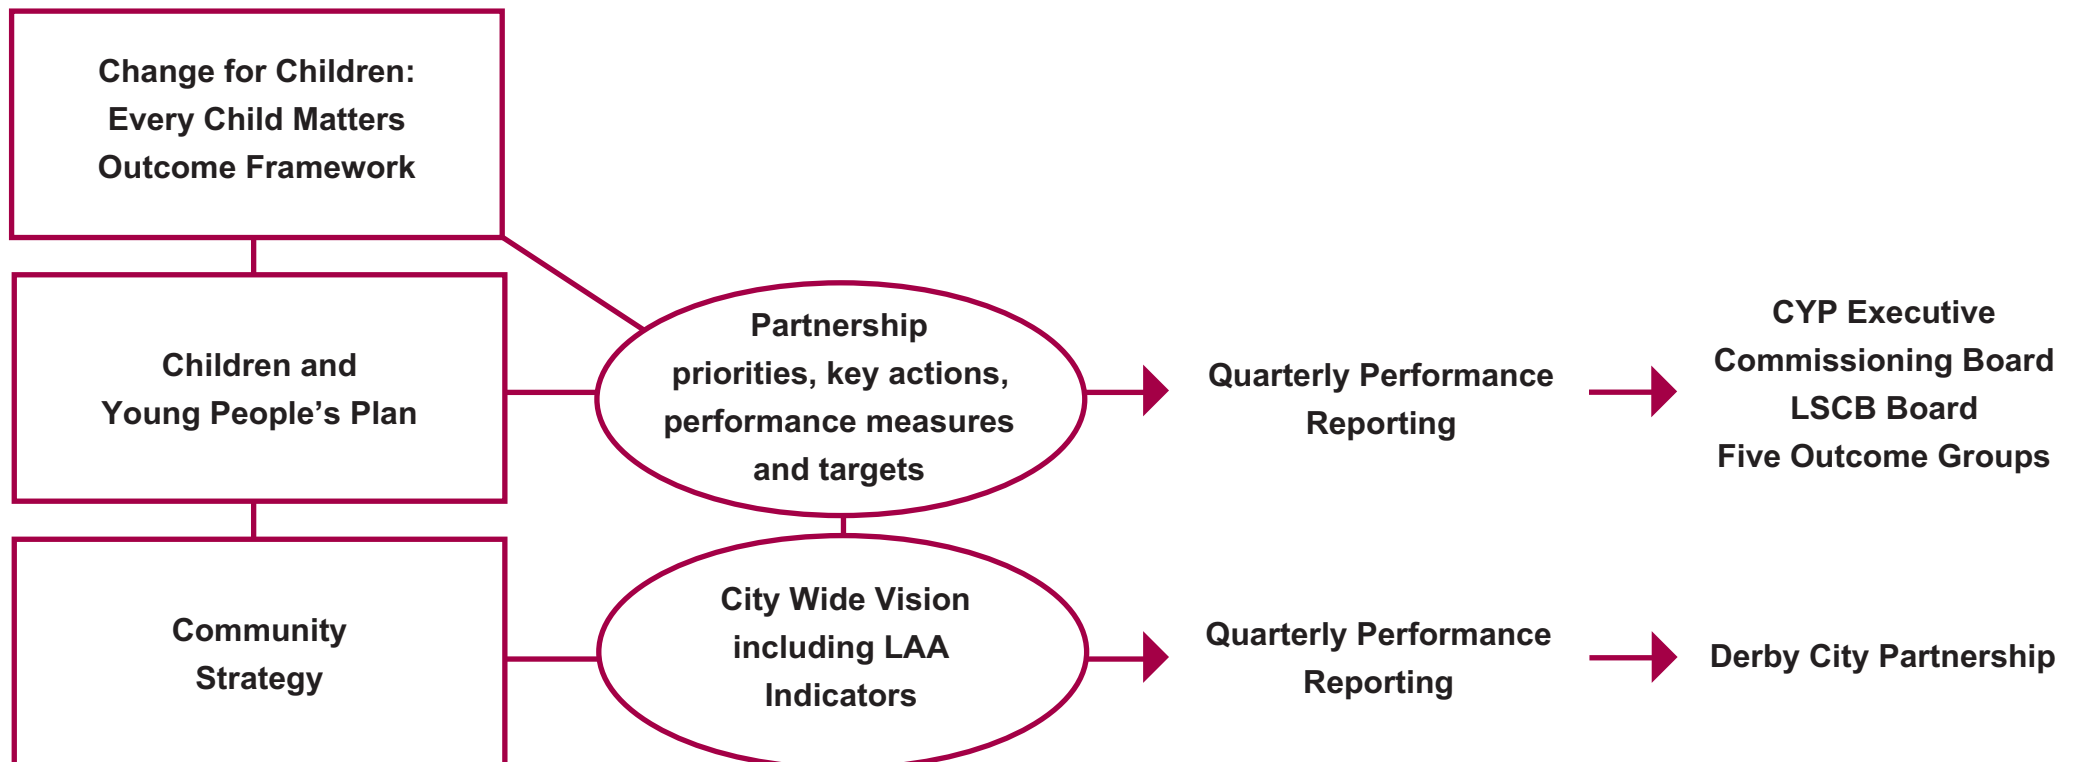 Change for Children:
Every Child Matters
Outcome Framework
Children and
Young People’s Plan
Partnership
priorities, key actions,
performance measures
and targets
Quarterly Performance
Reporting
CYP Executive
Commissioning Board
LSCB Board
Five Outcome Groups
Community
Strategy
City Wide Vision
including LAA
Indicators
Quarterly Performance
Reporting
Derby City Partnership